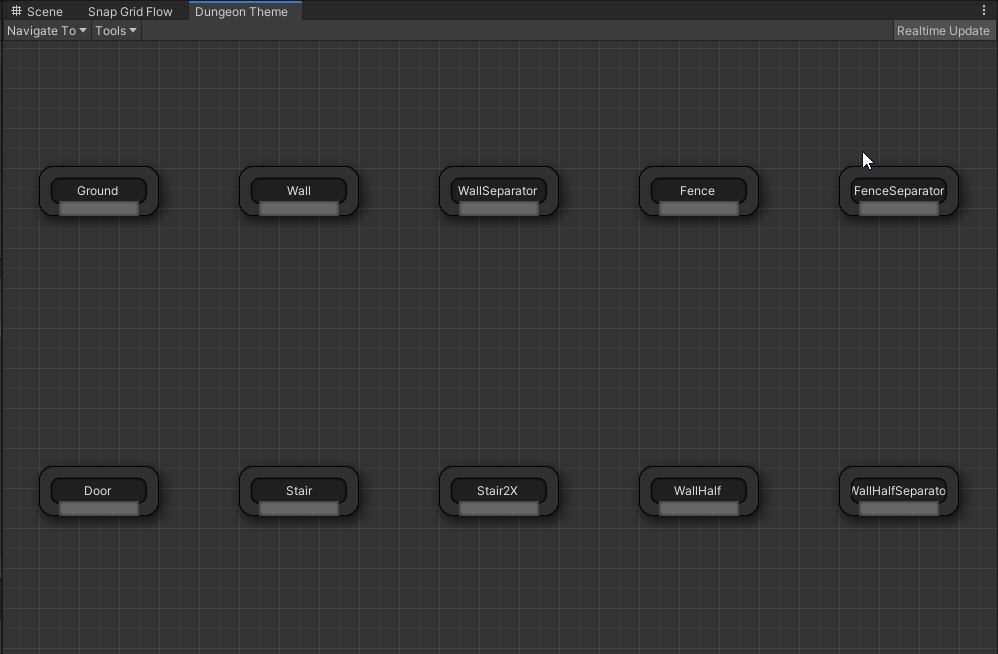 Scene Snap Grid Flow Dungeon Theme
Navigate To Tools Realtime Update
Ground Wall WallSeparator Fence FenceSeparator
Door Stair Stair2X WallHalf WallHalfSeparato